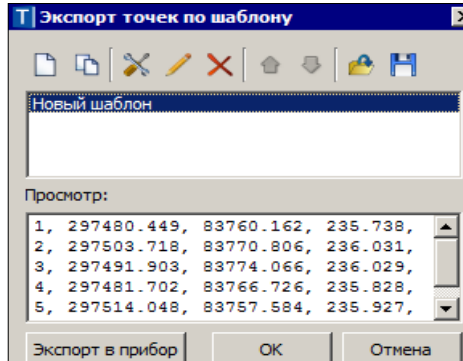 Экспорт точек по шаблону
Новый шаблон
Просмотр:
1, 297480.449, 83760.162, 235.738,
2, 297503.718, 83770.806, 236.031,
3, 297491.903, 83774.066, 236.029,
4, 297481.702, 83766.726, 235.828,
5, 297514.048, 83757.584, 235.927,
Экспорт в прибор ОК Отмена